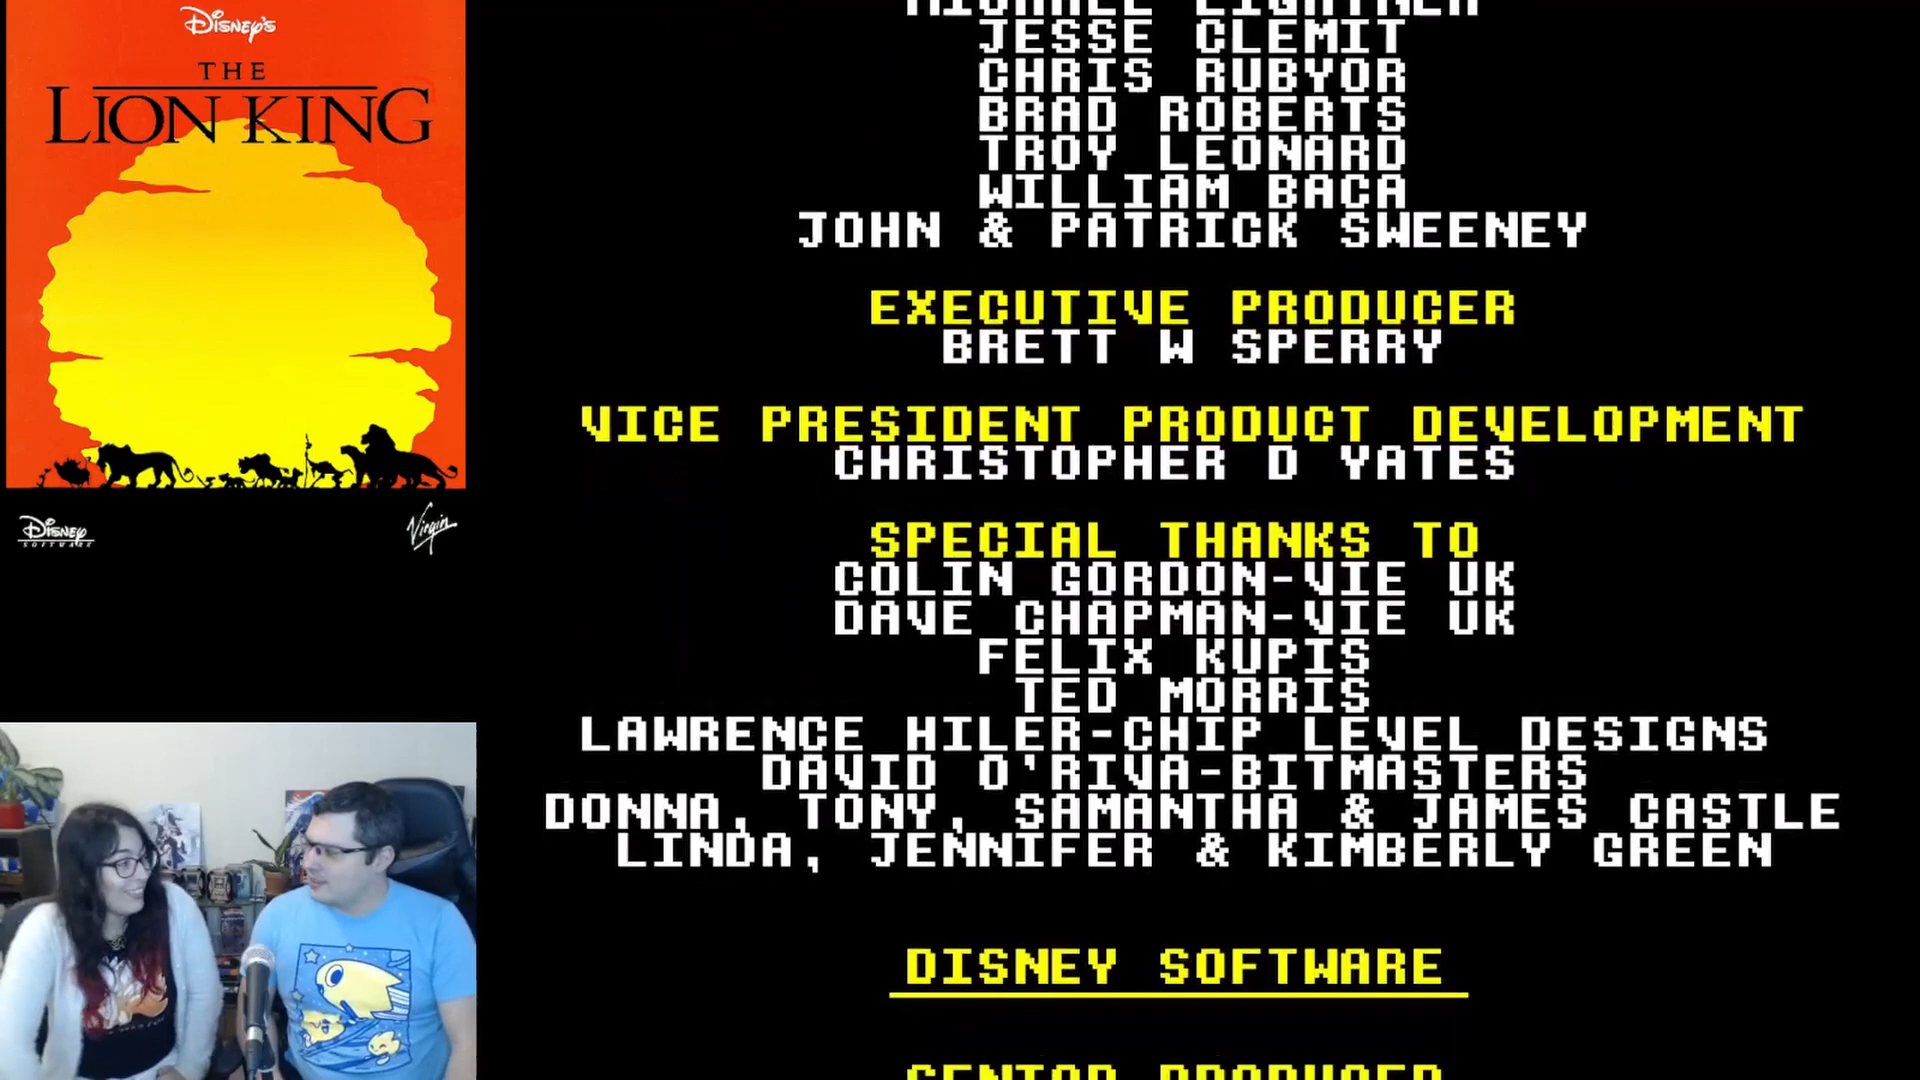 Disney's
THE
LION KING
Disney
SOFTWARE
Virgin
JESSE CLEMIT
CHRIS RUBYOR
BRAD ROBERTS
TROY LEONARD
WILLIAM BACA
JOHN & PATRICK SWEENEY
EXECUTIVE PRODUCER
BRETT W SPERRY
VICE PRESIDENT PRODUCT DEVELOPMENT
CHRISTOPHER D YATES
SPECIAL THANKS TO
COLIN GORDON-VIE UK
DAVE CHAPMAN-VIE UK
FELIX KUPIS
TED MORRIS
LAWRENCE HILER-CHIP LEVEL DESIGNS
DAVID O'RIVA-BITMASTERS
DONNA, TONY, SAMANTHA & JAMES CASTLE
LINDA, JENNIFER & KIMBERLY GREEN
DISNEY SOFTWARE